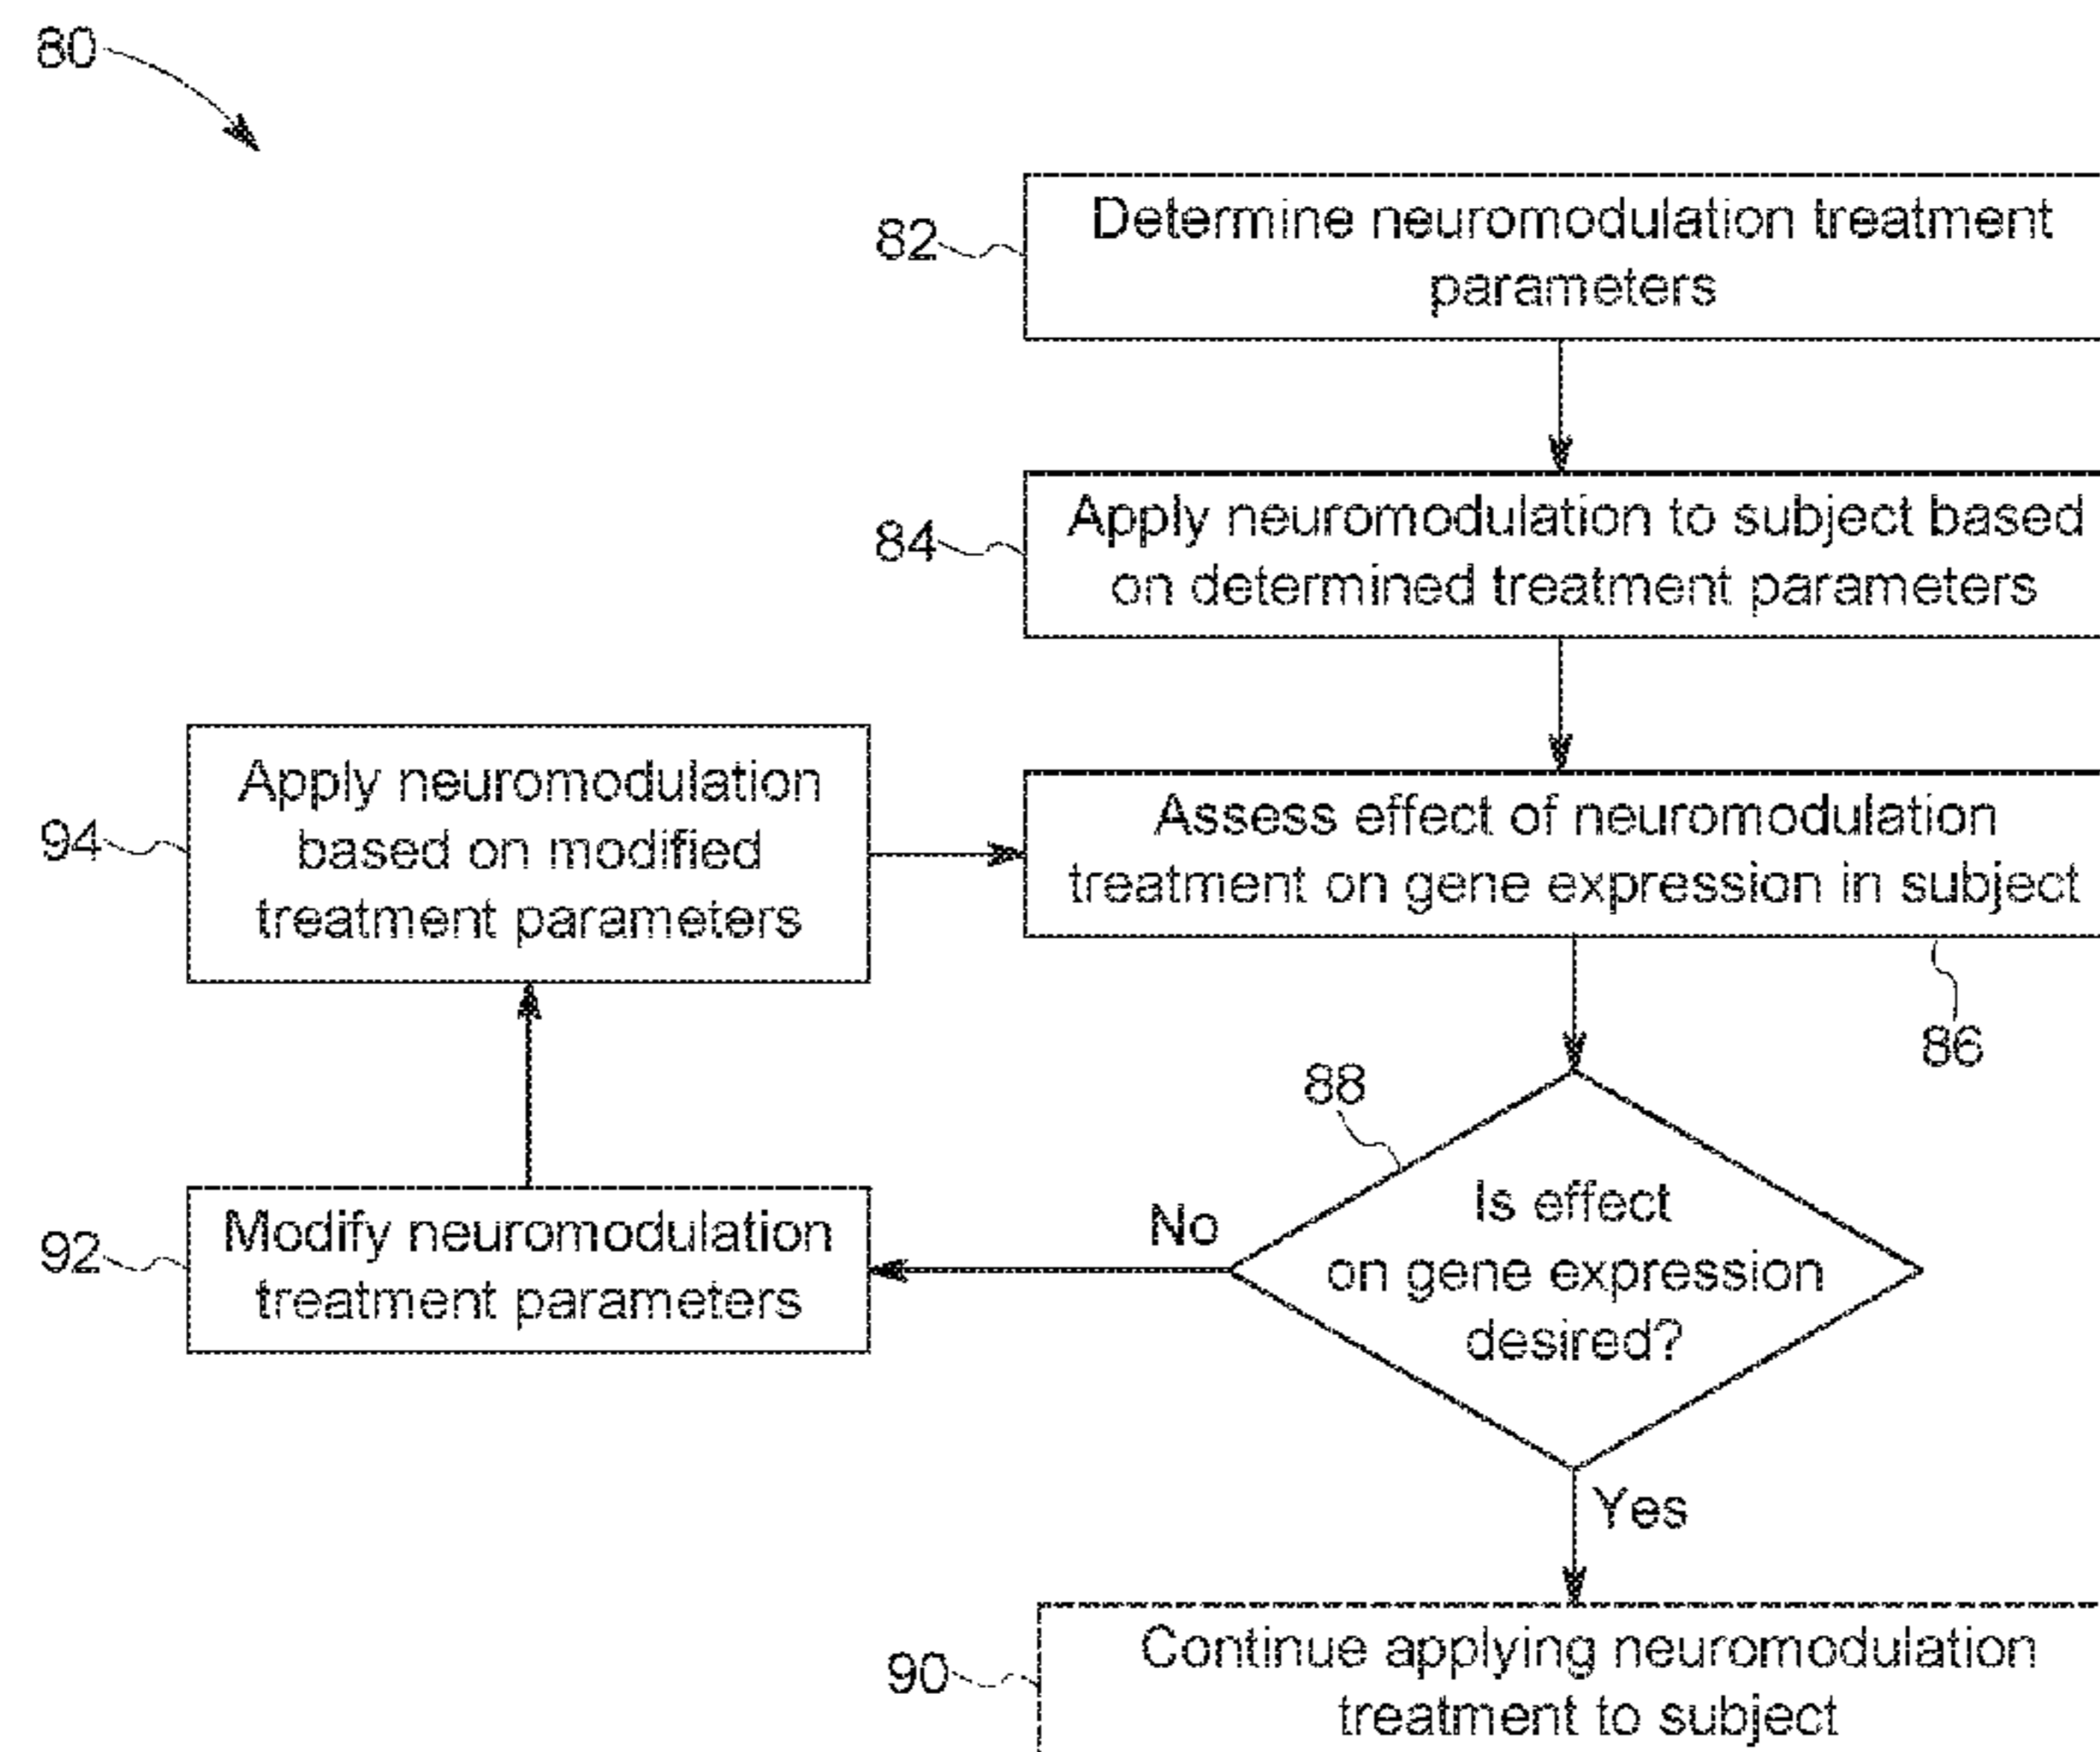 80
82
Determine neuromodulation treatment
parameters
84
Apply neuromodulation to subject based
on determined treatment parameters
94
Apply neuromodulation
based on modified
treatment parameters
Assess effect of neuromodulation
treatment on gene expression in subject
86
88
92
Modify neuromodulation
treatment parameters
No
Is effect
on gene expression
desired?
Yes
90
Continue applying neuromodulation
treatment to subject